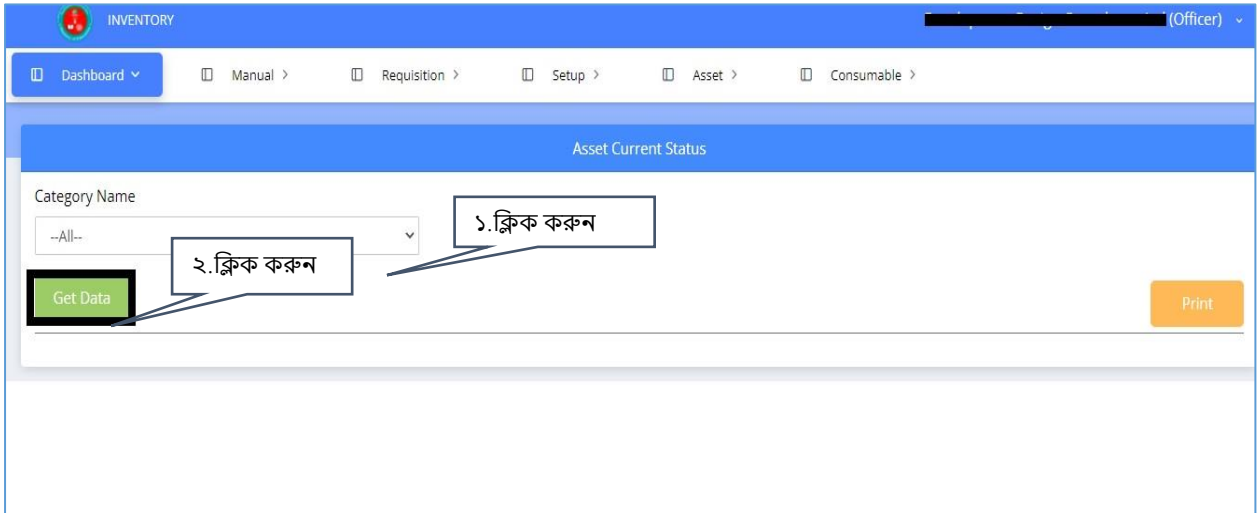 INVENTORY
(Officer)
Dashboard
Manual >
Requisition >
Setup >
Asset >
Consumable >
Asset Current Status
Category Name
--All--
১.ক্লিক করুন
২.ক্লিক করুন
Get Data
Print